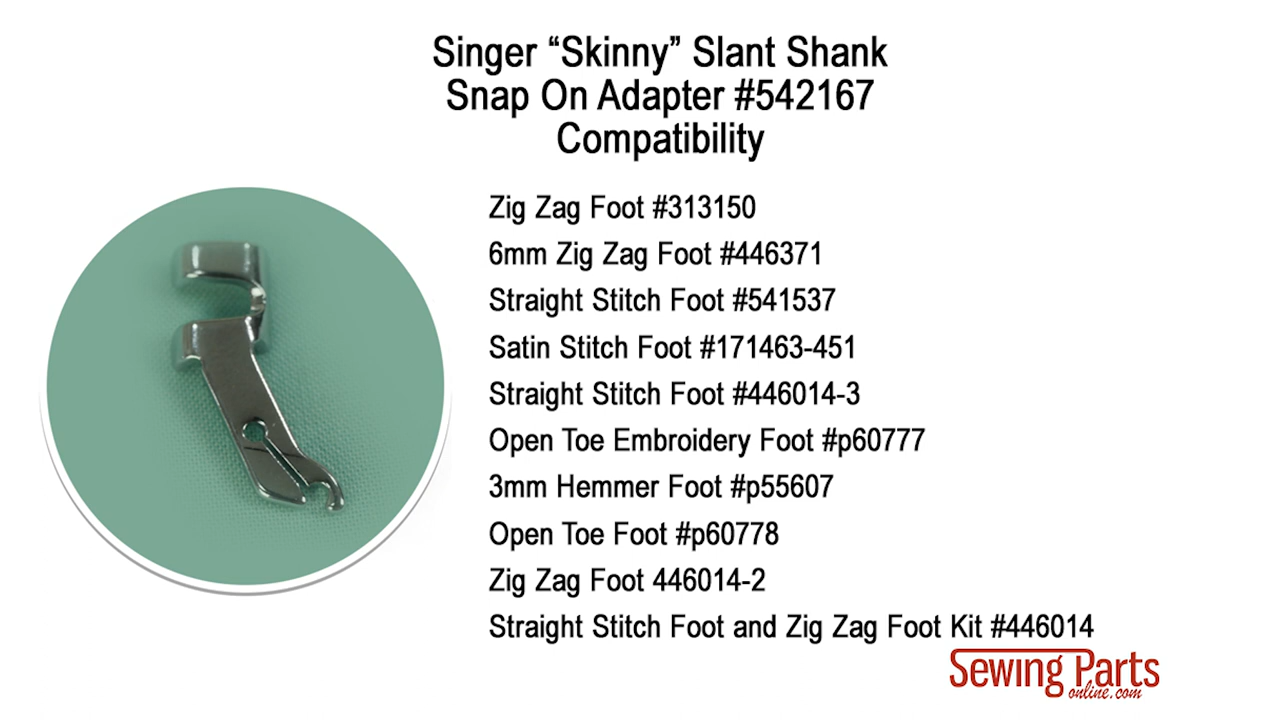 Singer “Skinny” Slant Shank
Snap On Adapter #542167
Compatibility
Zig Zag Foot #313150
6mm Zig Zag Foot #446371
Straight Stitch Foot #541537
Satin Stitch Foot #171463-451
Straight Stitch Foot #446014-3
Open Toe Embroidery Foot #p60777
3mm Hemmer Foot #p55607
Open Toe Foot #p60778
Zig Zag Foot 446014-2
Straight Stitch Foot and Zig Zag Foot Kit #446014
Sewing Parts
online.com